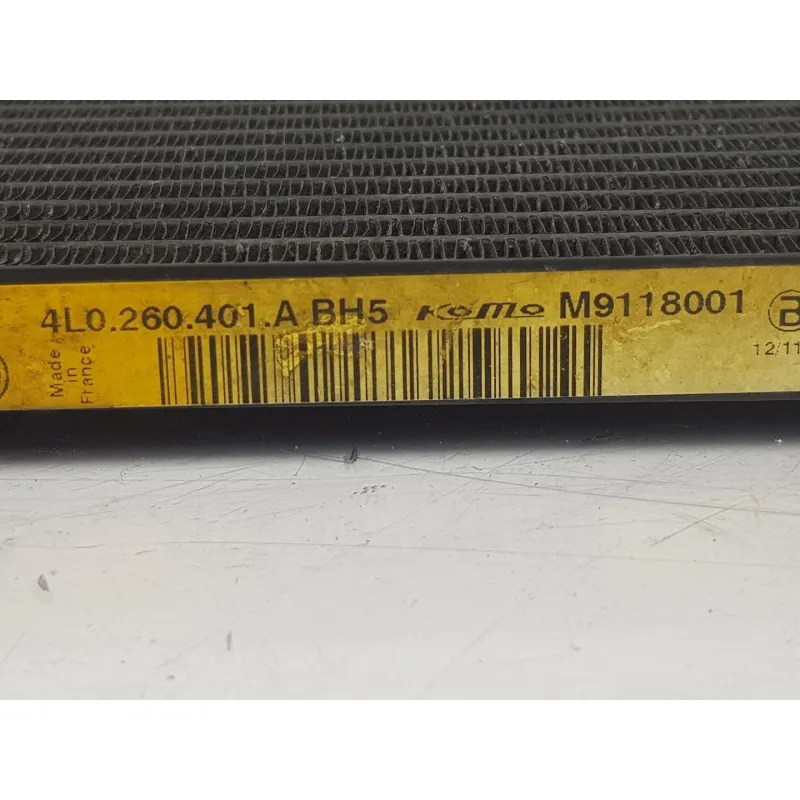 4L0.260.401.A BH5 KoMo M9118001 B
Made in France
12/11